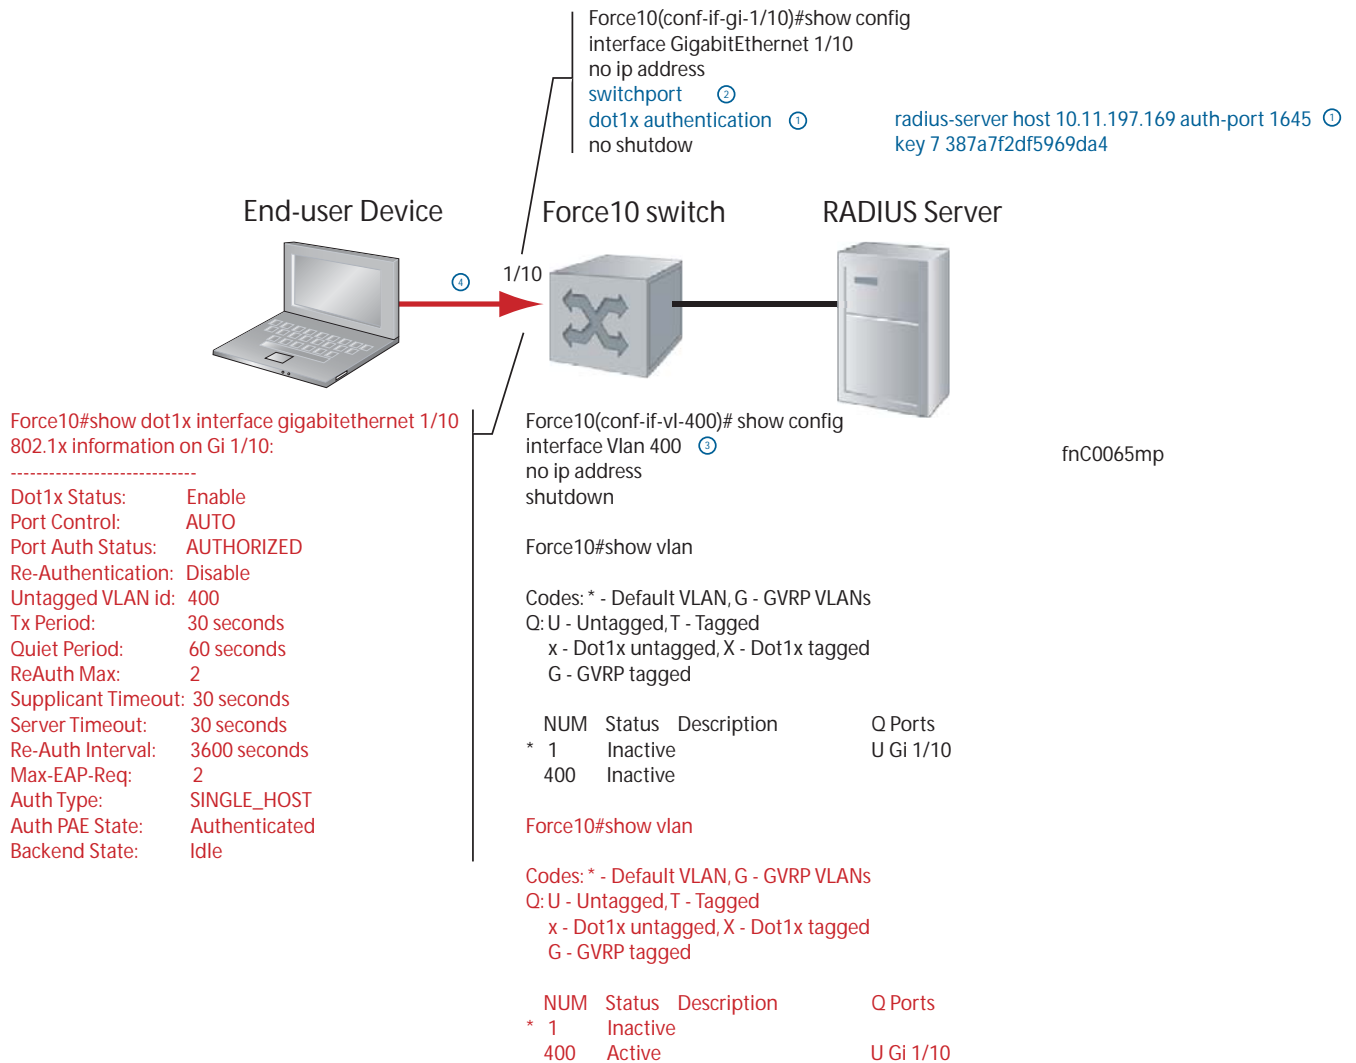 Force10(conf-if-gi-1/10)#show config
interface GigabitEthernet 1/10
no ip address
switchport ②
dot1x authentication ①
no shutdow
radius-server host 10.11.197.169 auth-port 1645 ①
key 7 387a7f2df5969da4
End-user Device
Force10 switch
RADIUS Server
④
1/10
Force10#show dot1x interface gigabitethernet 1/10
802.1x information on Gi 1/10:
-----------------------------
Dot1x Status: Enable
Port Control: AUTO
Port Auth Status: AUTHORIZED
Re-Authentication: Disable
Untagged VLAN id: 400
Tx Period: 30 seconds
Quiet Period: 60 seconds
ReAuth Max: 2
Supplicant Timeout: 30 seconds
Server Timeout: 30 seconds
Re-Auth Interval: 3600 seconds
Max-EAP-Req: 2
Auth Type: SINGLE_HOST
Auth PAE State: Authenticated
Backend State: Idle
Force10(conf-if-vl-400)# show config
interface Vlan 400 ③
no ip address
shutdown
Force10#show vlan
Codes: * - Default VLAN, G - GVRP VLANs
Q: U - Untagged, T - Tagged
x - Dot1x untagged, X - Dot1x tagged
G - GVRP tagged
NUM Status Description Q Ports
* 1 Inactive U Gi 1/10
400 Inactive
Force10#show vlan
Codes: * - Default VLAN, G - GVRP VLANs
Q: U - Untagged, T - Tagged
x - Dot1x untagged, X - Dot1x tagged
G - GVRP tagged
NUM Status Description Q Ports
* 1 Inactive
400 Active U Gi 1/10
fnC0065mp